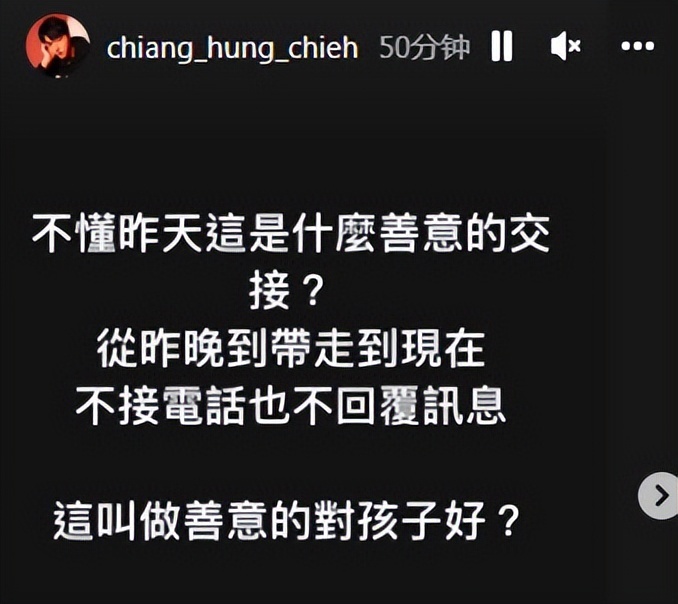 chiang_hung_chieh 50分钟
不懂昨天這是什麼善意的交
接？
從昨晚到帶走到現在
不接電話也不回覆訊息
這叫做善意的對孩子好？